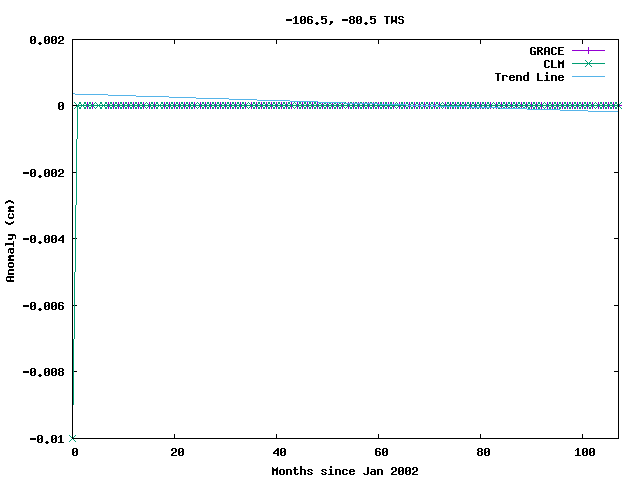 -106.5, -80.5 TWS
0.002
GRACE
CLM
Trend Line
0
-0.002
-0.004
Anomaly (cm)
-0.006
-0.008
-0.01
0 20 40 60 80 100
Months since Jan 2002